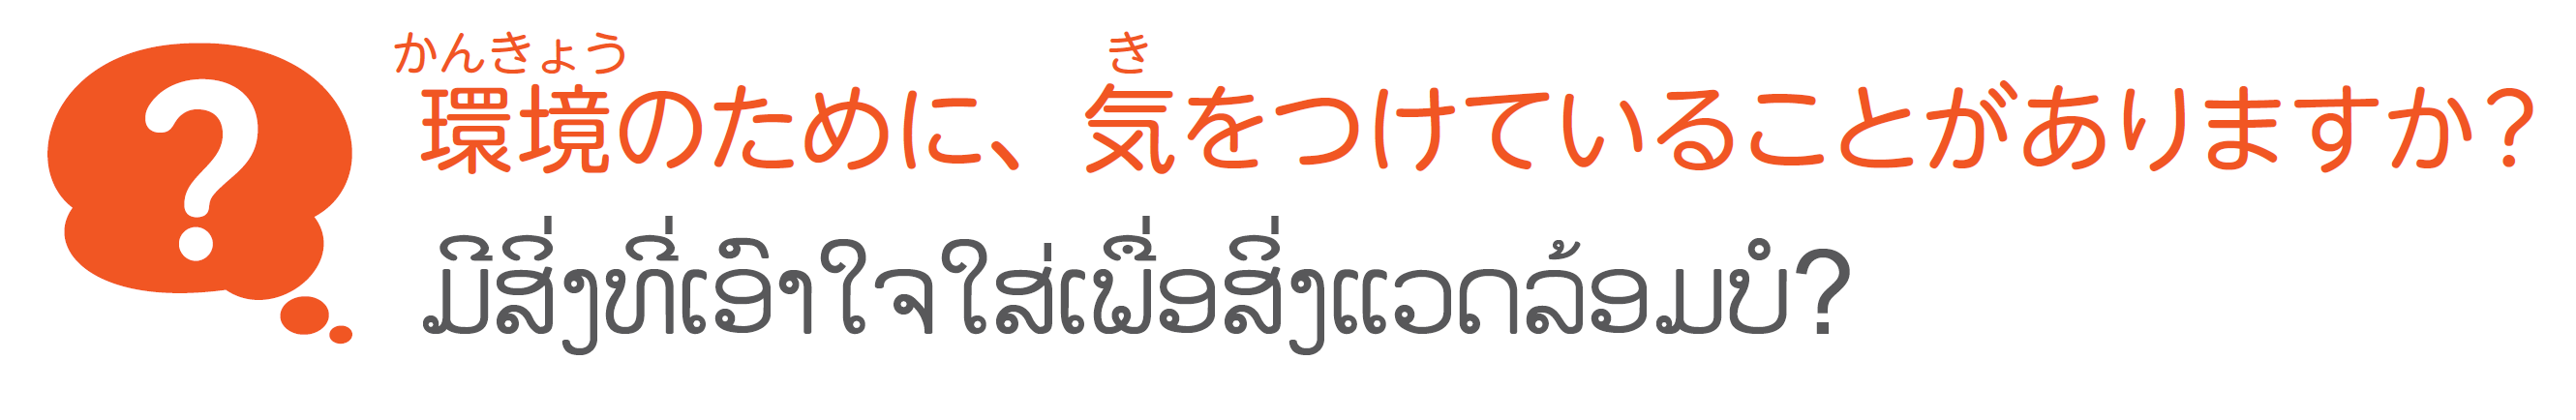 かんきょう き
環境のために、気をつけていることがありますか？
ມີສິ່ງທີ່ເອົາໃຈໃສ່ເພື່ອສິ່ງແວດລ້ອມບໍ?